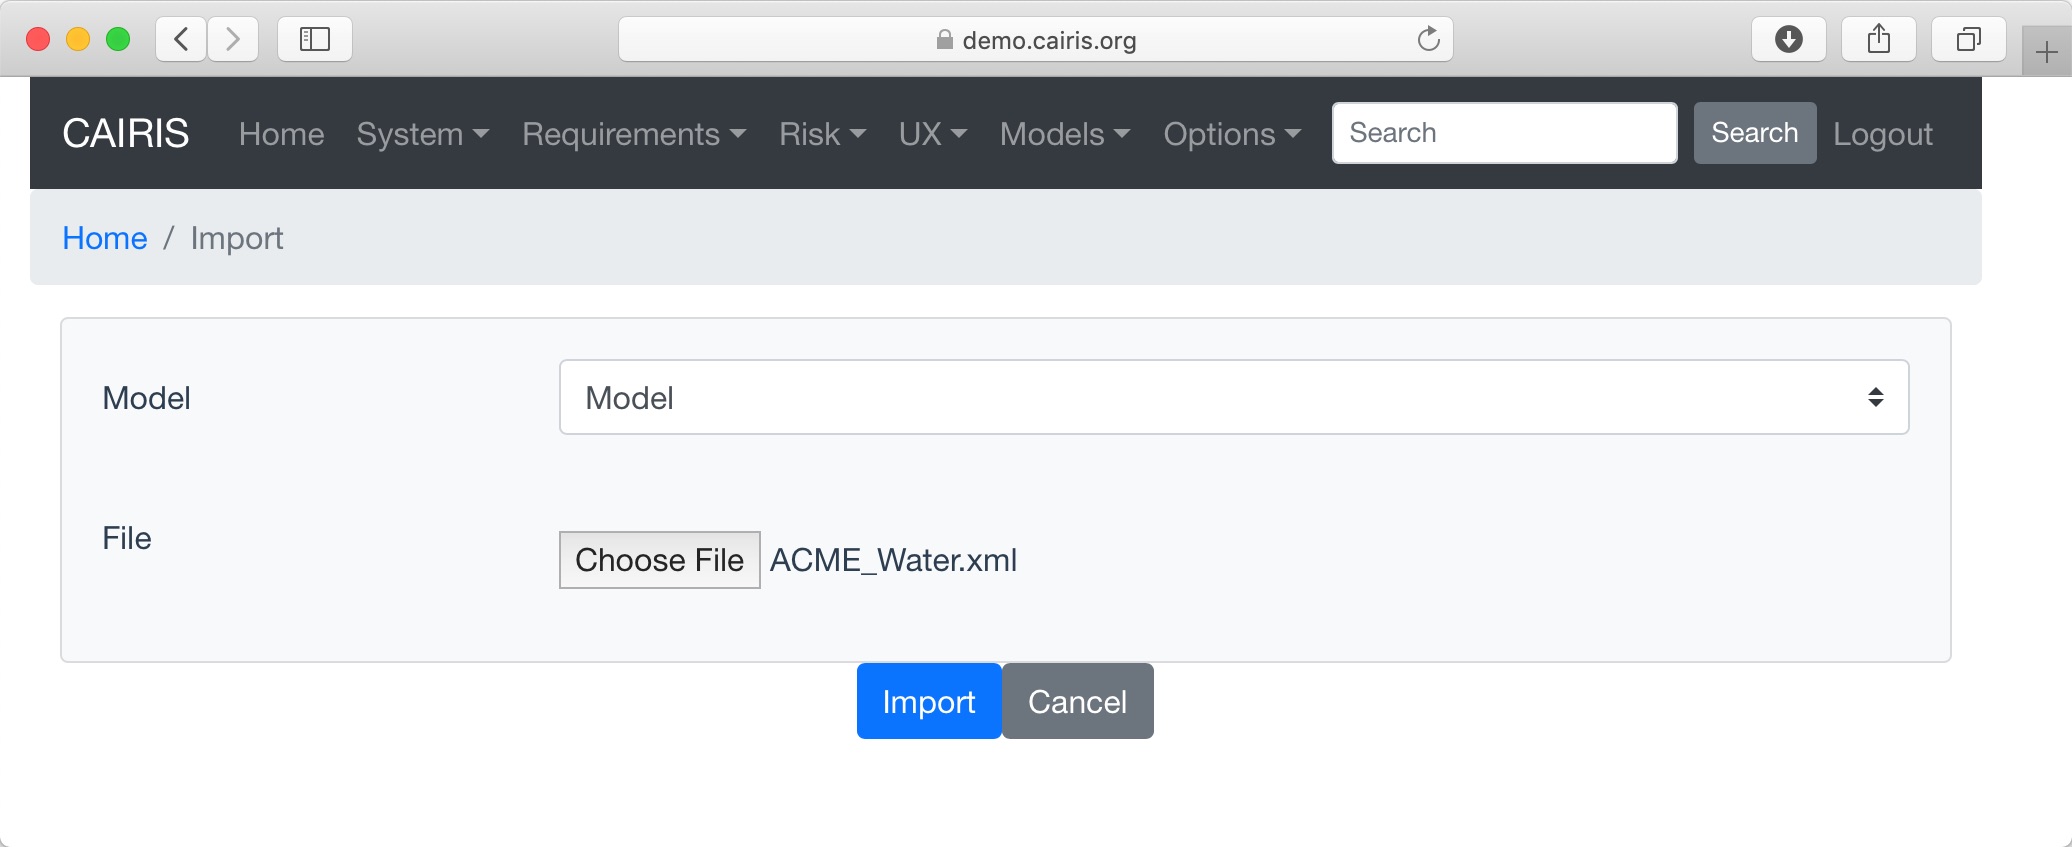 demo.cairis.org
CAIRIS Home System Requirements Risk UX Models Options Search Search Logout
Home / Import
Model Model
File
Choose File ACME_Water.xml
Import Cancel